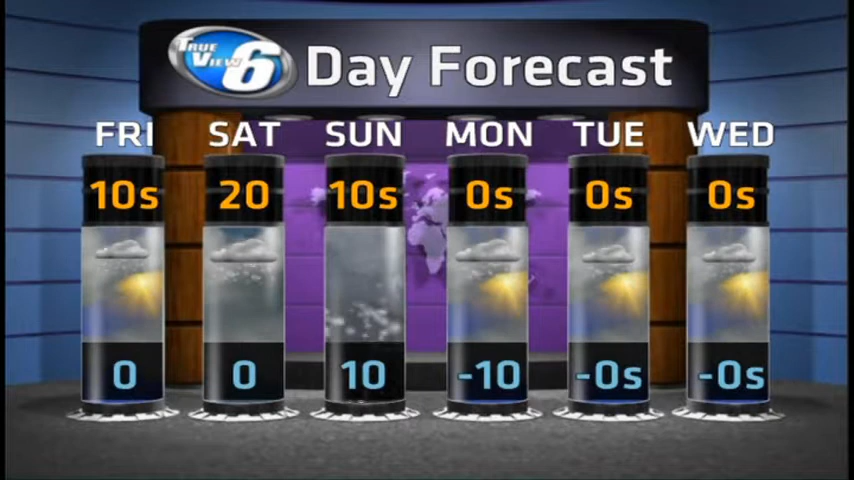 TRUE
VIEW 6 Day Forecast
FRI SAT SUN MON TUE WED
10s 20 10s 0s 0s 0s
0 0 10 -10 -0s -0s